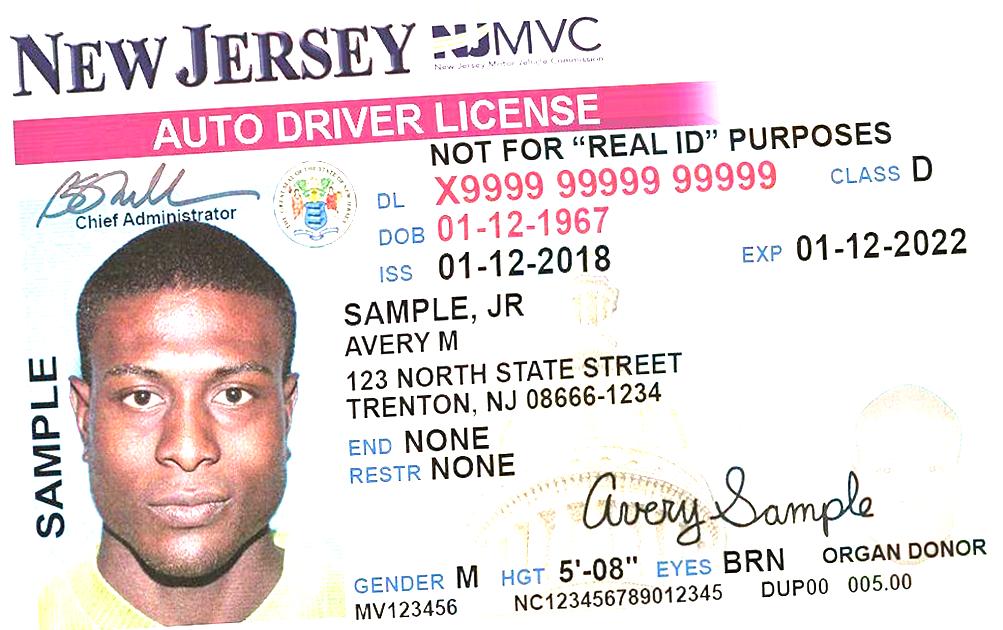 NEW JERSEY NJMVC
New Jersey Motor Vehicle Commission
AUTO DRIVER LICENSE
NOT FOR “REAL ID” PURPOSES
Chief Administrator
DL X9999 99999 99999 CLASS D
DOB 01-12-1967
ISS 01-12-2018 EXP 01-12-2022
SAMPLE, JR
AVERY M
123 NORTH STATE STREET
TRENTON, NJ 08666-1234
END NONE
RESTR NONE
SAMPLE
Avery Sample
GENDER M HGT 5'-08" EYES BRN ORGAN DONOR
MV123456 NC123456789012345 DUP00 005.00